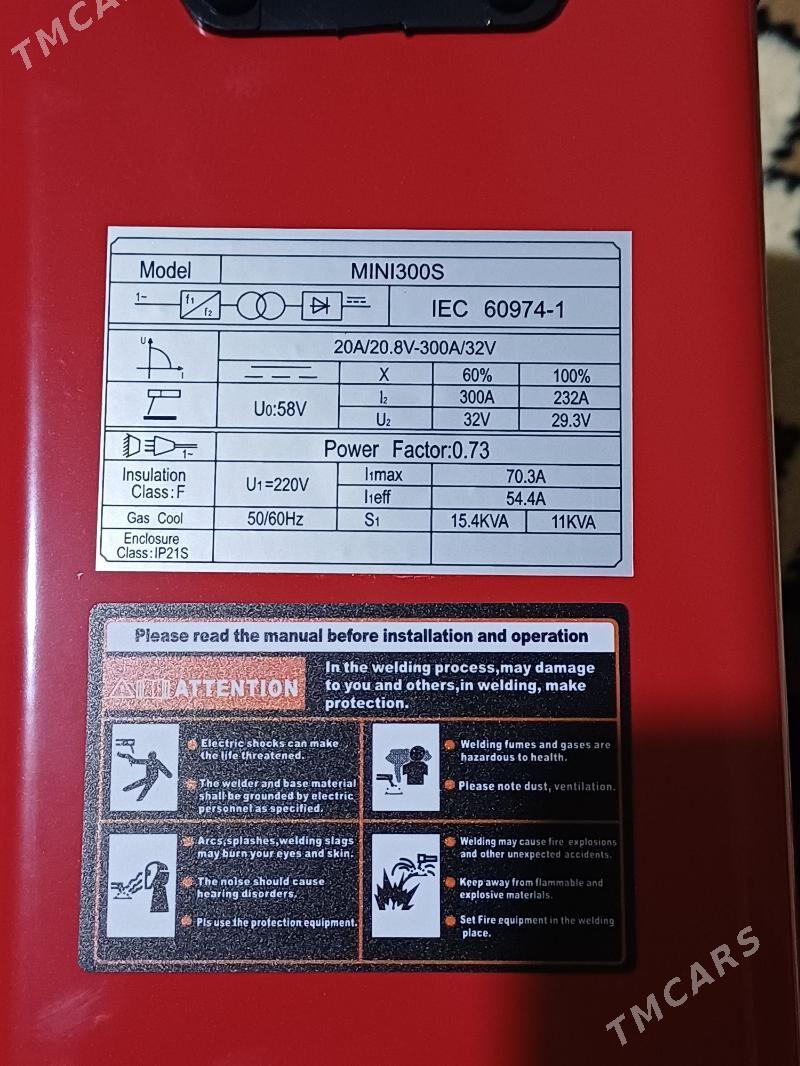 TMCARS
Model MINI300S
1~ f1 f2 IEC 60974-1
U I 20A/20.8V-300A/32V
X 60% 100%
U0:58V I2 300A 232A
U2 32V 29.3V
1~ Power Factor:0.73
Insulation Class:F U1=220V I1max 70.3A
I1eff 54.4A
Gas Cool 50/60Hz S1 15.4KVA 11KVA
Enclosure
Class:IP21S
Please read the manual before installation and operation
ATTENTION
In the welding process,may damage
to you and others,in welding, make
protection.
Electric shocks can make
the life threatened.
The welder and base material
shall be grounded by electric
personnel as specified.
Welding fumes and gases are
hazardous to health.
Please note dust, ventilation.
Arcs,splashes,welding slags
may burn your eyes and skin.
The noise should cause
hearing disorders.
Pls use the protection equipment.
Welding may cause fire explosions
and other unexpected accidents.
Keep away from flammable and
explosive materials.
Set Fire equipment in the welding
place.
TMCARS